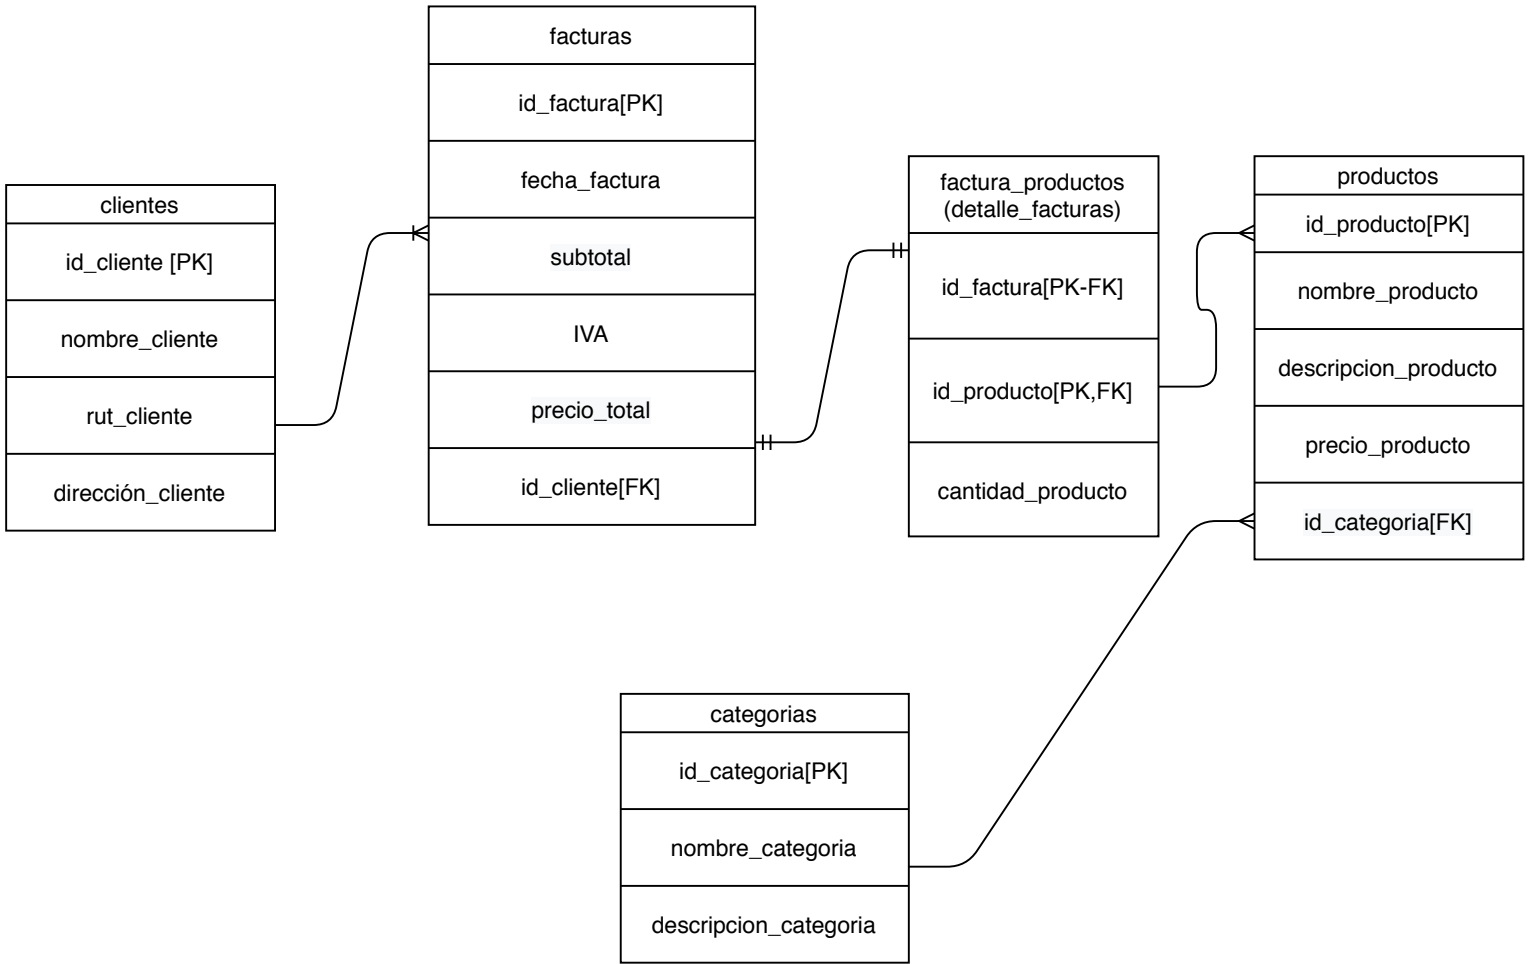 clientes
id_cliente [PK]
nombre_cliente
rut_cliente
dirección_cliente
facturas
id_factura[PK]
fecha_factura
subtotal
IVA
precio_total
id_cliente[FK]
factura_productos
(detalle_facturas)
id_factura[PK-FK]
id_producto[PK,FK]
cantidad_producto
productos
id_producto[PK]
nombre_producto
descripcion_producto
precio_producto
id_categoria[FK]
categorias
id_categoria[PK]
nombre_categoria
descripcion_categoria